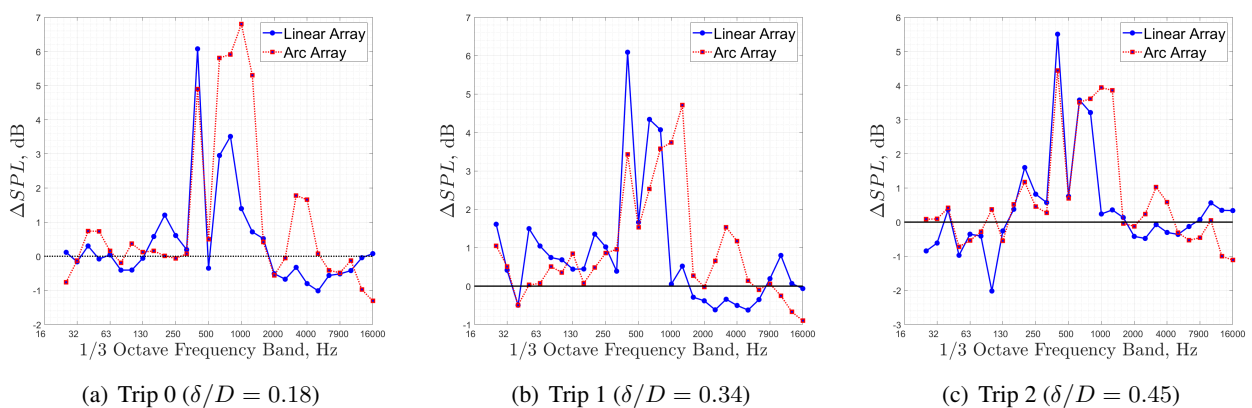 7
6
5
4
3
2
1
0
-1
-2
ΔSPL, dB
Linear Array
Arc Array
16 32 63 130 250 500 1000 2000 4000 7900 16000
1/3 Octave Frequency Band, Hz
(a) Trip 0 (δ/D = 0.18)
7
6
5
4
3
2
1
0
-1
ΔSPL, dB
Linear Array
Arc Array
16 32 63 130 250 500 1000 2000 4000 7900 16000
1/3 Octave Frequency Band, Hz
(b) Trip 1 (δ/D = 0.34)
6
5
4
3
2
1
0
-1
-2
-3
ΔSPL, dB
Linear Array
Arc Array
16 32 63 130 250 500 1000 2000 4000 7900 16000
1/3 Octave Frequency Band, Hz
(c) Trip 2 (δ/D = 0.45)